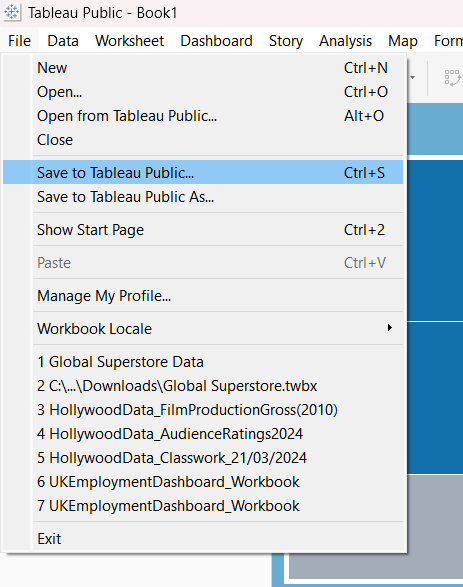 Tableau Public - Book1
File Data Worksheet Dashboard Story Analysis Map Form
New Ctrl+N
Open... Ctrl+O
Open from Tableau Public... Alt+O
Close
Save to Tableau Public... Ctrl+S
Save to Tableau Public As...
Show Start Page Ctrl+2
Paste Ctrl+V
Manage My Profile...
Workbook Locale
1 Global Superstore Data
2 C:\...\Downloads\Global Superstore.twbx
3 HollywoodData_FilmProductionGross(2010)
4 HollywoodData_AudienceRatings2024
5 HollywoodData_Classwork_21/03/2024
6 UKEmploymentDashboard_Workbook
7 UKEmploymentDashboard_Workbook
Exit